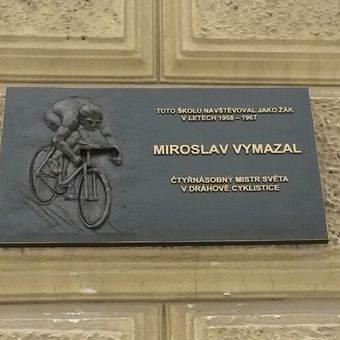 TUTO ŠKOLU NAVŠTĚVOVAL JAKO ŽÁK
V LETECH 1958 – 1967
MIROSLAV VYMAZAL
ČTYŘNÁSOBNÝ MISTR SVĚTA
V DRÁHOVÉ CYKLISTICE